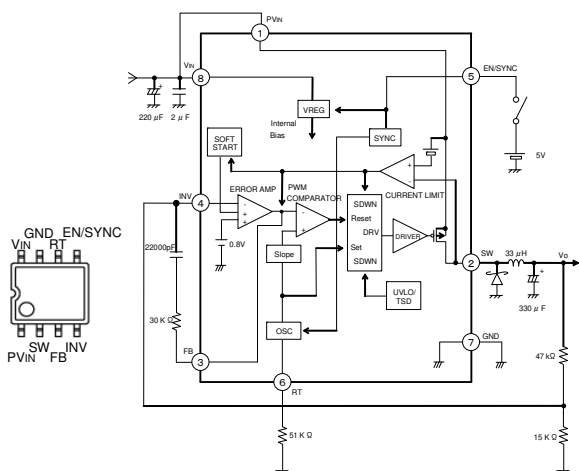 PVIN
1
VIN
8
220 μF
2 μF
VREG
Internal
Bias
SYNC
5
EN/SYNC
5V
SOFT
START
CURRENT LIMIT
INV
4
ERROR AMP
PWM
COMPARATOR
SDWN
Reset
DRV
Set
SDWN
DRIVER
0.8V
Slope
22000pF
SW
2
33 μH
Vo
330 μF
UVLO/
TSD
OSC
30 KΩ
FB
3
GND
7
47 kΩ
6
RT
51 KΩ
15 KΩ
GND
EN/SYNC
VIN
RT
SW
INV
PVIN
FB